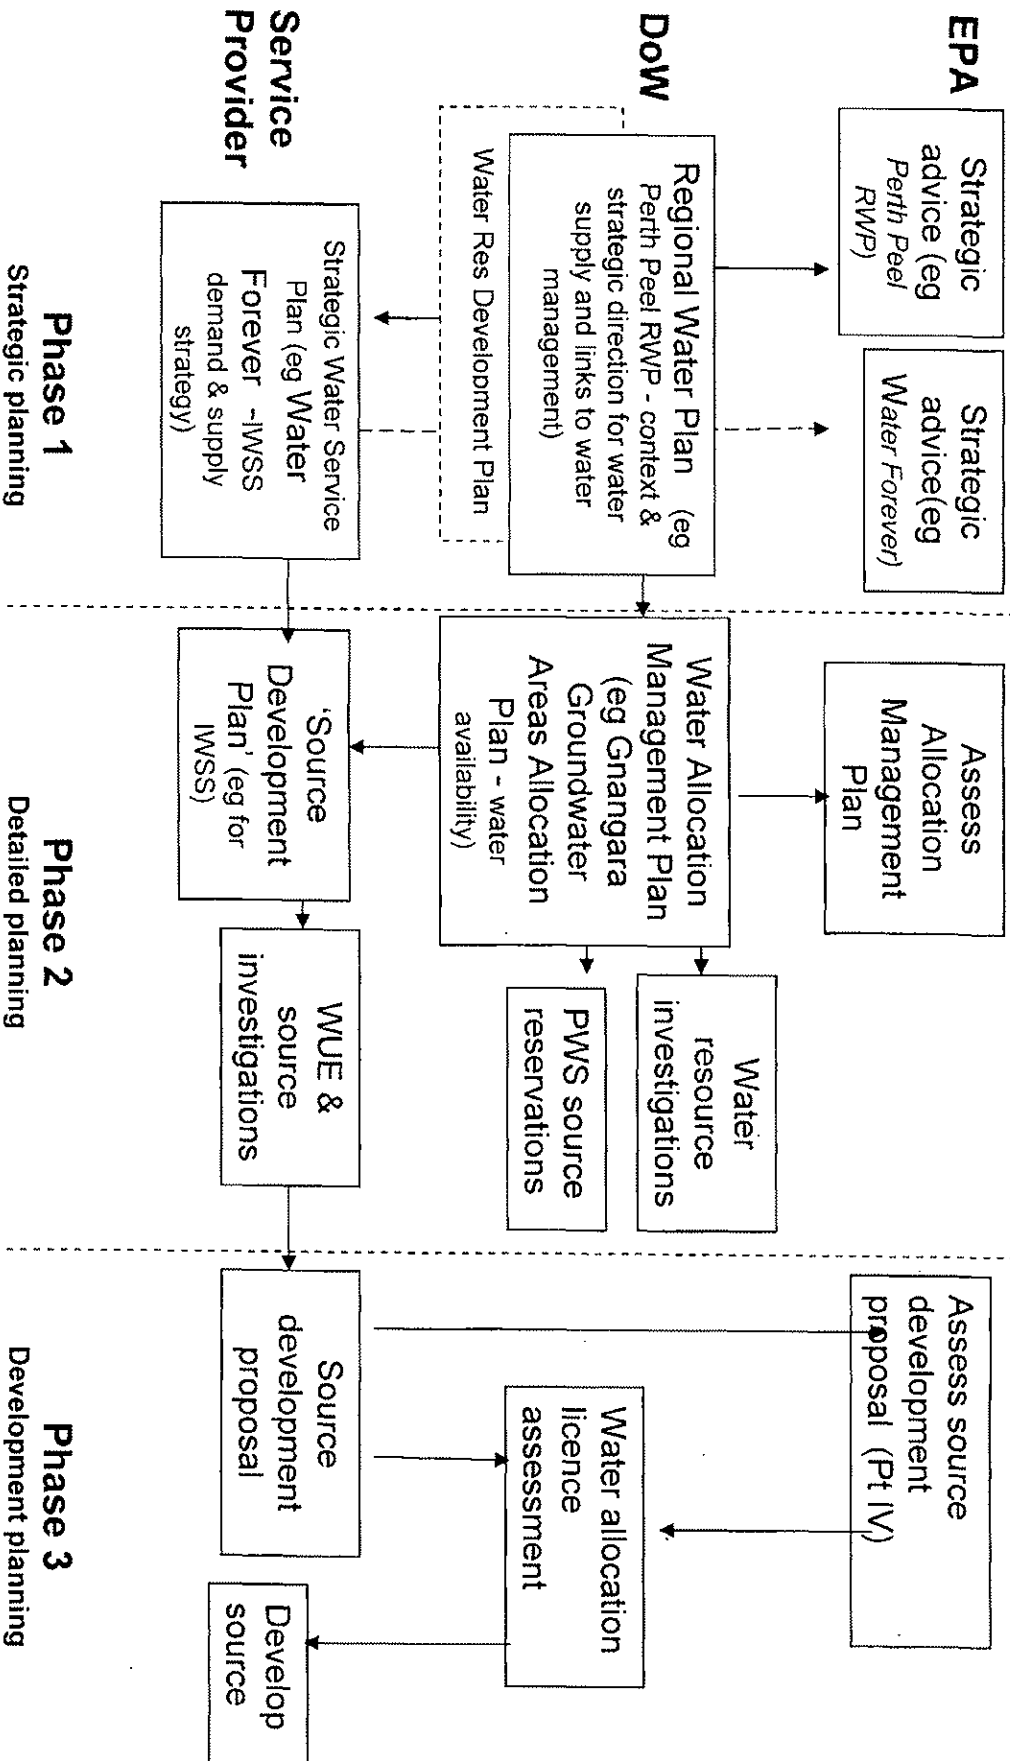 EPA
Strategic
advice (eg
Perth Peel
RWP)
Strategic
advice(eg
Water Forever)
Assess
Allocation
Management
Plan
Assess source
development
proposal (Pt IV)
DoW
Regional Water Plan (eg
Perth Peel RWP - context &
strategic direction for water
supply and links to water
management)
Water Res Development Plan
Water Allocation
Management Plan
(eg Gnangara
Groundwater
Areas Allocation
Plan - water
availability)
Water
resource
investigations
PWS source
reservations
Water allocation
licence
assessment
Service
Provider
Strategic Water Service
Plan (eg Water
Forever -IWSS
demand & supply
strategy)
‘Source
Development
Plan’ (eg for
IWSS)
WUE &
source
investigations
Source
development
proposal
Develop
source
Phase 1
Strategic planning
Phase 2
Detailed planning
Phase 3
Development planning